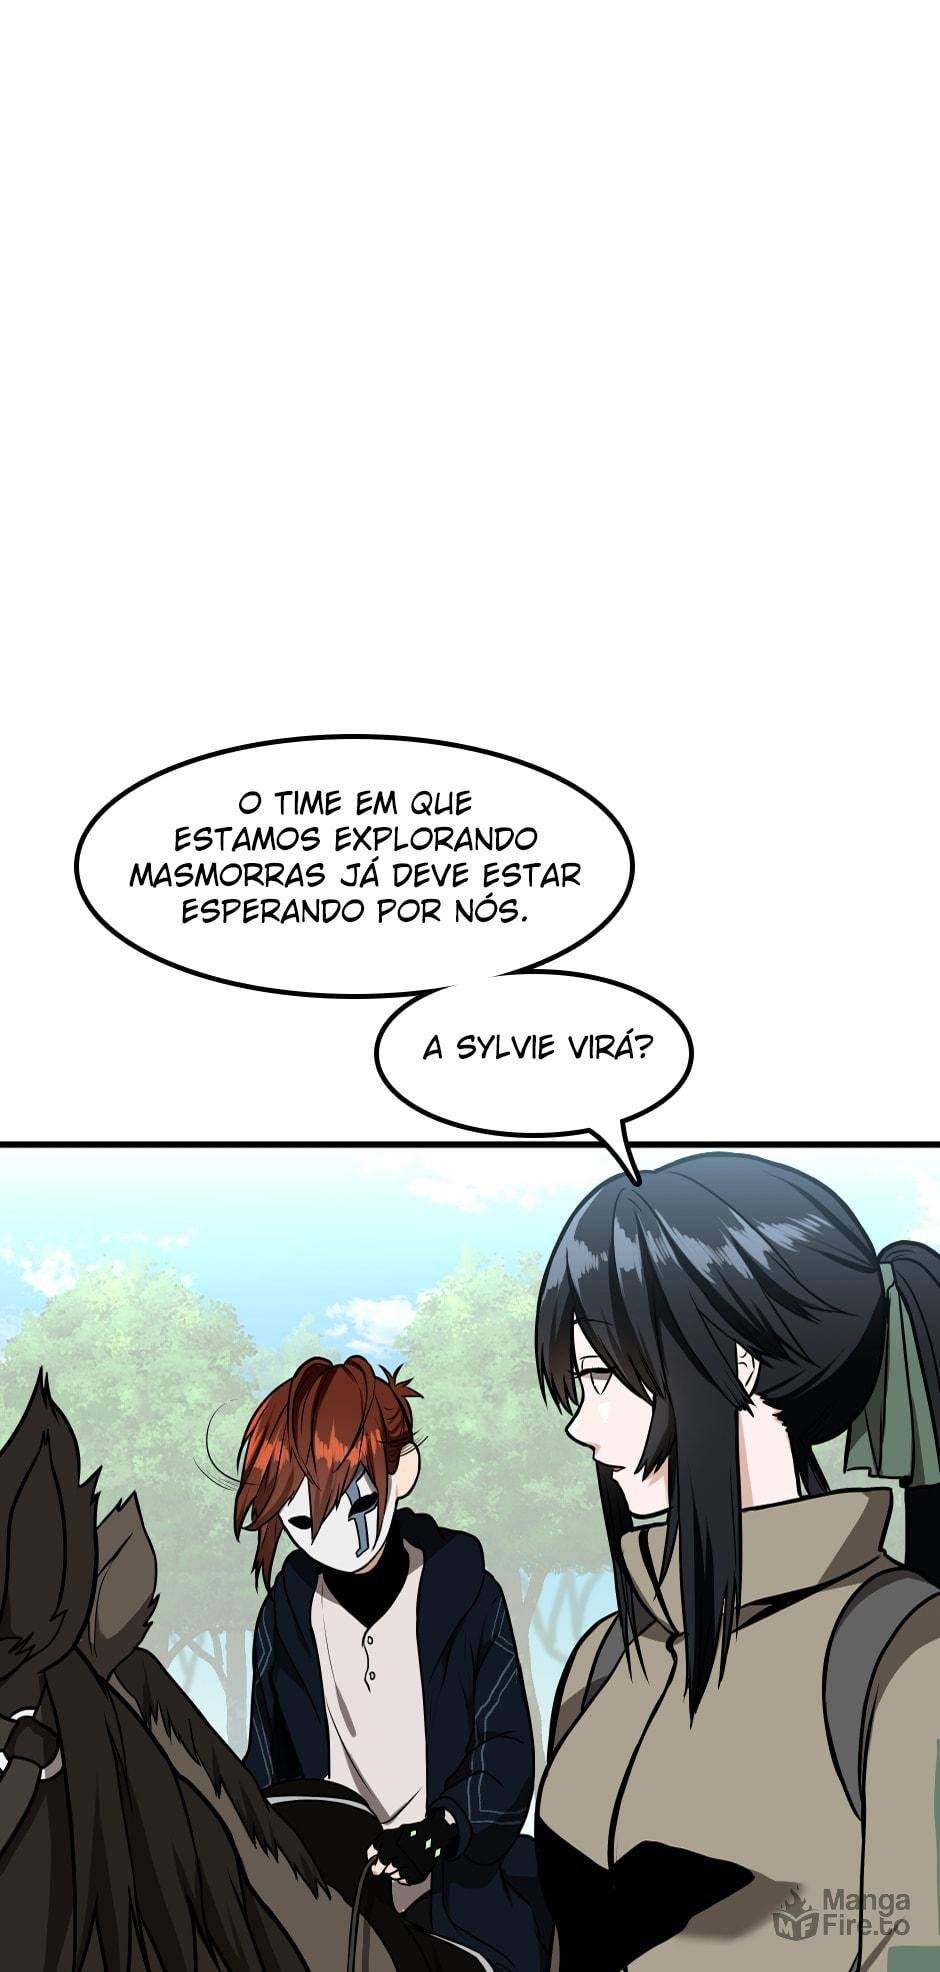 O TIME EM QUE
ESTAMOS EXPLORANDO
MASMORRAS JÁ DEVE ESTAR
ESPERANDO POR NÓS.
A SYLVIE VIRÁ?
Manga
Fire.to